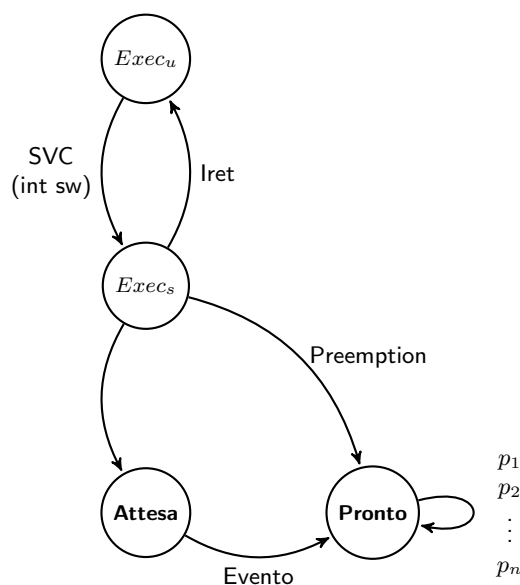 Exec_u
SVC
(int sw)
Iret
Exec_s
Preemption
p_1
p_2
⋮
p_n
Attesa
Pronto
Evento